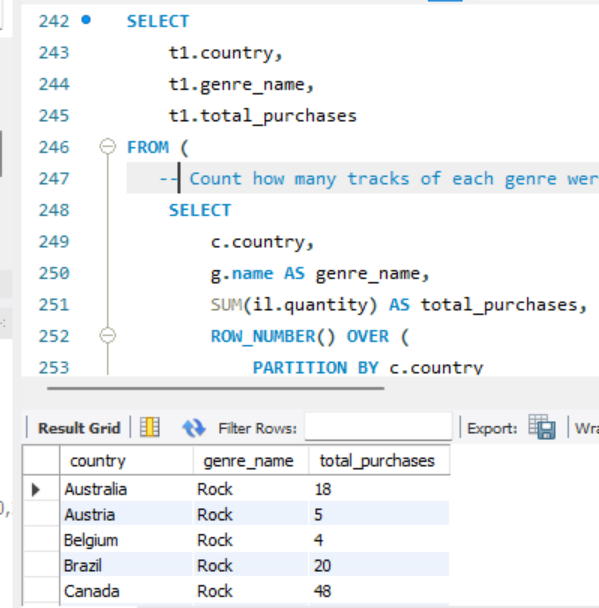 242 SELECT
243 t1.country,
244 t1.genre_name,
245 t1.total_purchases
246 FROM (
247 -- Count how many tracks of each genre wer
248 SELECT
249 c.country,
250 g.name AS genre_name,
251 SUM(il.quantity) AS total_purchases,
252 ROW_NUMBER() OVER (
253 PARTITION BY c.country
Result Grid Filter Rows: Export: Wra
country genre_name total_purchases
Australia Rock 18
Austria Rock 5
Belgium Rock 4
Brazil Rock 20
Canada Rock 48